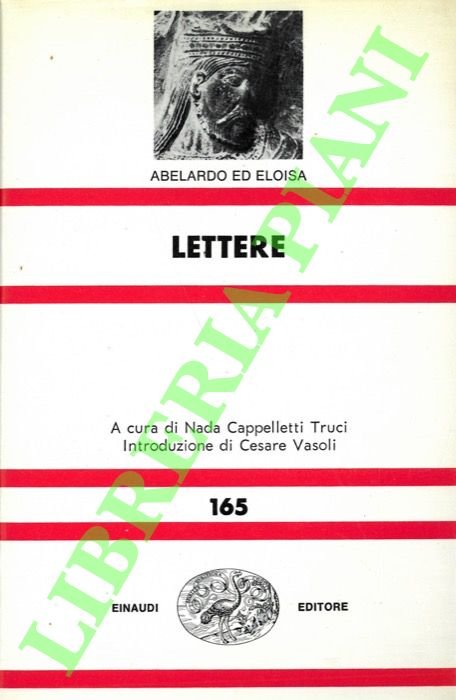 ABELARDO ED ELOISA
LETTERE
A cura di Nada Cappelletti Truci
Introduzione di Cesare Vasoli
165
EINAUDI EDITORE
LIBRERIA PIANI